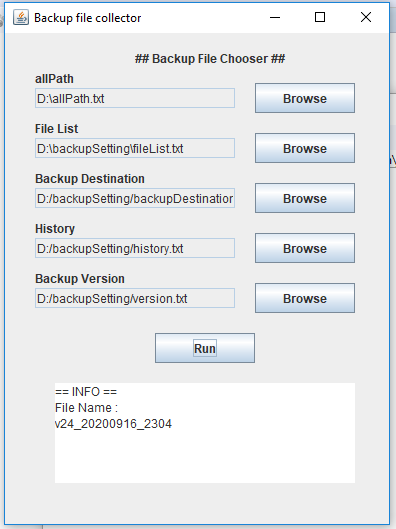 Backup file collector
## Backup File Chooser ##
allPath
D:\allPath.txt
Browse
File List
D:\backupSetting\fileList.txt
Browse
Backup Destination
D:/backupSetting/backupDestination
Browse
History
D:/backupSetting/history.txt
Browse
Backup Version
D:/backupSetting/version.txt
Browse
Run
== INFO ==
File Name :
v24_20200916_2304